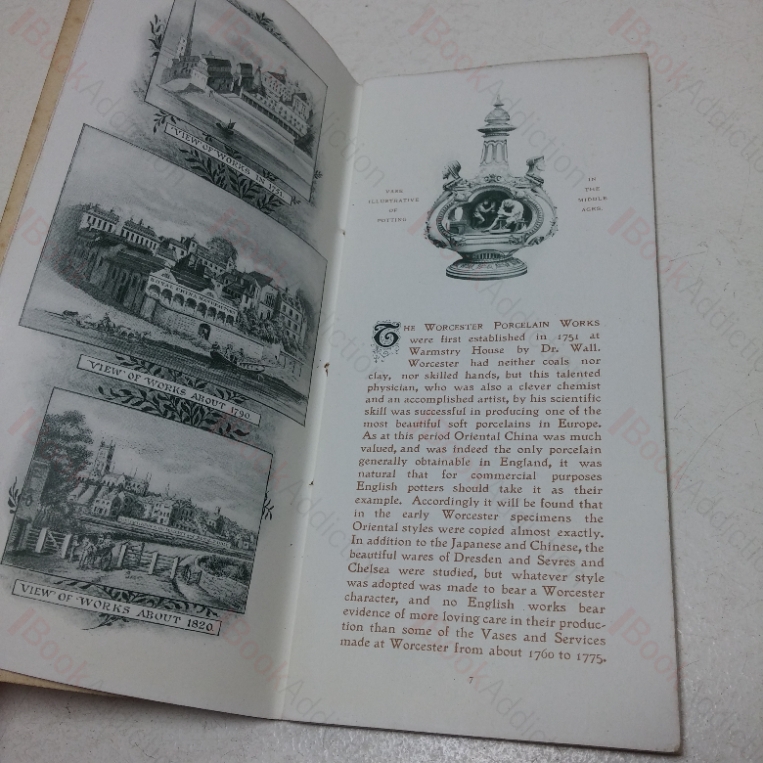 VIEW OF WORKS IN 1751.
VIEW OF WORKS ABOUT 1790
VIEW OF WORKS ABOUT 1820.
ILLUSTRATIVE
OF
POTTING
IN
THE
MIDDLE
AGES.
THE WORCESTER PORCELAIN WORKS
were first established in 1751 at
Warmstry House by Dr. Wall.
Worcester had neither coals nor
clay, nor skilled hands, but this talented
physician, who was also a clever chemist
and an accomplished artist, by his scientific
skill was successful in producing one of the
most beautiful soft porcelains in Europe.
As at this period Oriental China was much
valued, and was indeed the only porcelain
generally obtainable in England, it was
natural that for commercial purposes
English potters should take it as their
example. Accordingly it will be found that
in the early Worcester specimens the
Oriental styles were copied almost exactly.
In addition to the Japanese and Chinese, the
beautiful wares of Dresden and Sevres and
Chelsea were studied, but whatever style
was adopted was made to bear a Worcester
character, and no English works bear
evidence of more loving care in their produc-
tion than some of the Vases and Services
made at Worcester from about 1760 to 1775.
7
BookAddiction